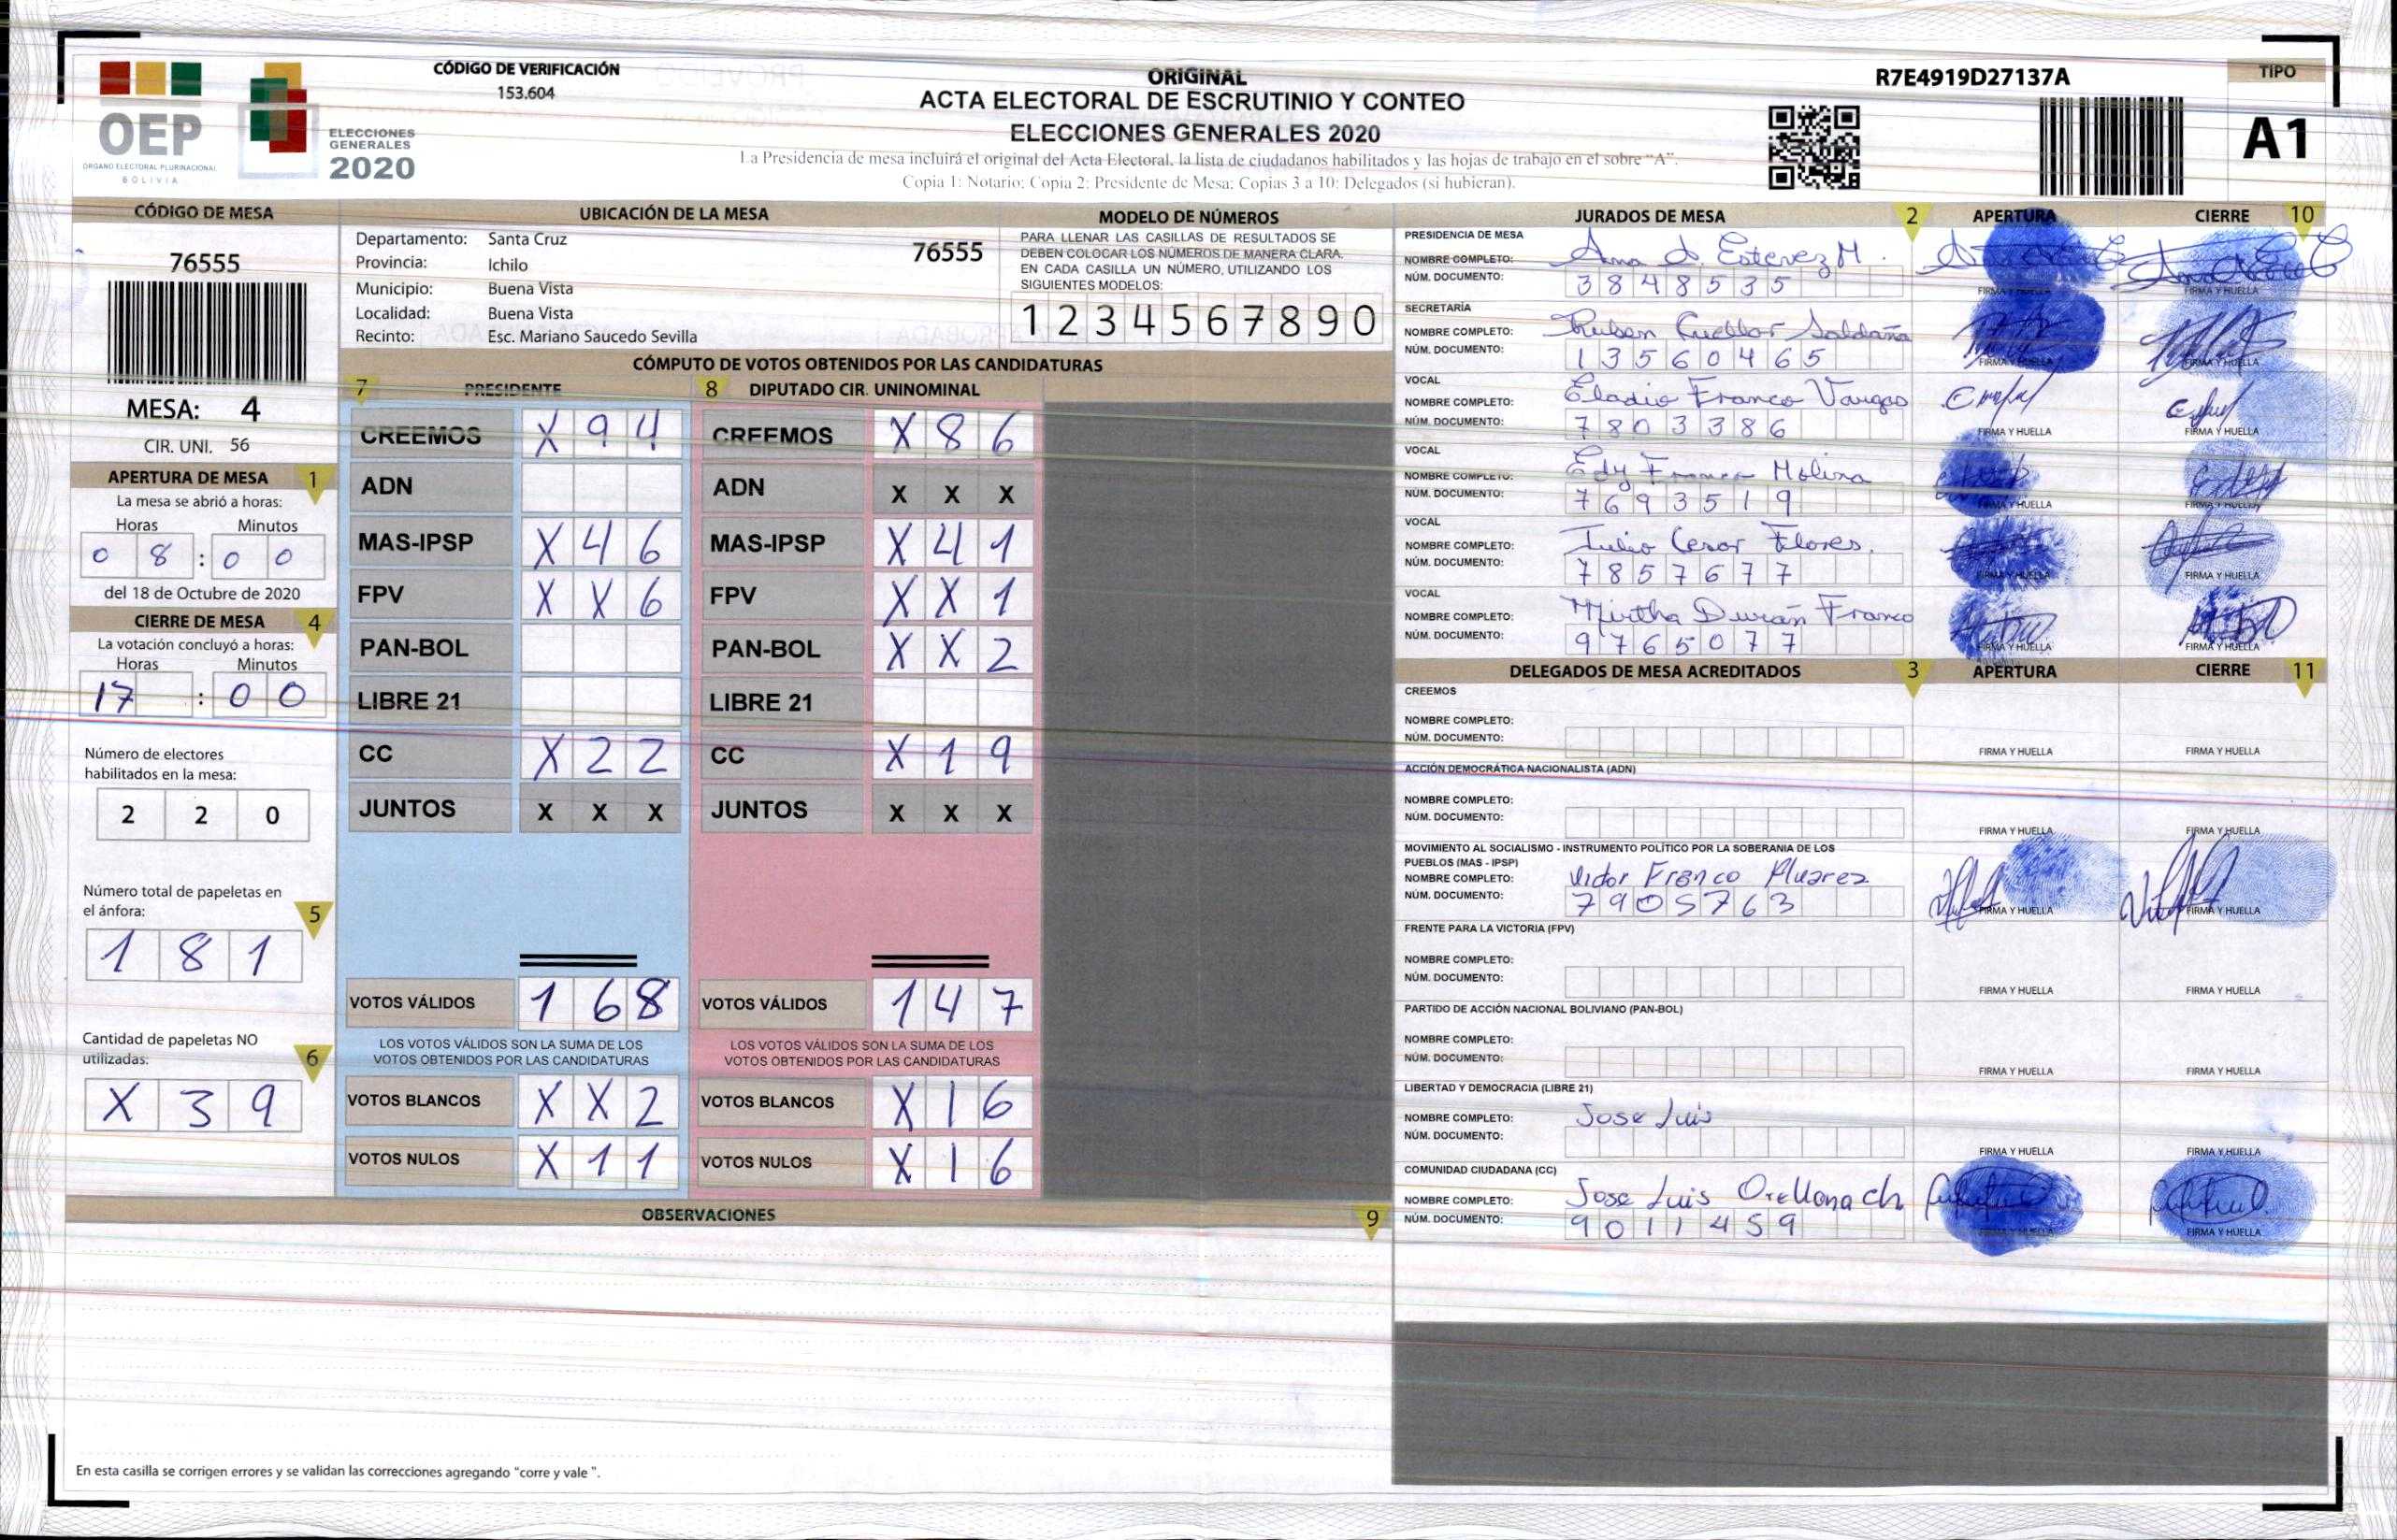 CÓDIGO DE VERIFICACIÓN
153.604
OEP
ÓRGANO ELECTORAL PLURINACIONAL
BOLIVIA
ELECCIONES
GENERALES
2020
ORIGINAL
ACTA ELECTORAL DE ESCRUTINIO Y CONTEO
ELECCIONES GENERALES 2020
La Presidencia de mesa incluirá el original del Acta Electoral, la lista de ciudadanos habilitados y las hojas de trabajo en el sobre “A”.
Copia 1: Notario; Copia 2: Presidente de Mesa; Copias 3 a 10: Delegados (si hubieran).
R7E4919D27137A
TIPO
A1
CÓDIGO DE MESA
76555
MESA: 4
CIR. UNI. 56
APERTURA DE MESA 1
La mesa se abrió a horas:
Horas Minutos
0 8 : 0 0
del 18 de Octubre de 2020
CIERRE DE MESA 4
La votación concluyó a horas:
Horas Minutos
17 : 0 0
Número de electores
habilitados en la mesa:
2 2 0
Número total de papeletas en
el ánfora: 5
1 8 1
Cantidad de papeletas NO
utilizadas: 6
X 3 9
UBICACIÓN DE LA MESA
Departamento: Santa Cruz 76555
Provincia: Ichilo
Municipio: Buena Vista
Localidad: Buena Vista
Recinto: Esc. Mariano Saucedo Sevilla
MODELO DE NÚMEROS
PARA LLENAR LAS CASILLAS DE RESULTADOS SE
DEBEN COLOCAR LOS NÚMEROS DE MANERA CLARA.
EN CADA CASILLA UN NÚMERO, UTILIZANDO LOS
SIGUIENTES MODELOS:
1 2 3 4 5 6 7 8 9 0
CÓMPUTO DE VOTOS OBTENIDOS POR LAS CANDIDATURAS
7 PRESIDENTE 8 DIPUTADO CIR. UNINOMINAL
CREEMOS X 9 4 CREEMOS X 8 6
ADN ADN X X X
MAS-IPSP X 4 6 MAS-IPSP X 4 1
FPV X X 6 FPV X X 1
PAN-BOL PAN-BOL X X 2
LIBRE 21 LIBRE 21
CC X 2 2 CC X 1 9
JUNTOS X X X JUNTOS X X X
VOTOS VÁLIDOS 1 6 8 VOTOS VÁLIDOS 1 4 7
LOS VOTOS VÁLIDOS SON LA SUMA DE LOS LOS VOTOS VÁLIDOS SON LA SUMA DE LOS
VOTOS OBTENIDOS POR LAS CANDIDATURAS VOTOS OBTENIDOS POR LAS CANDIDATURAS
VOTOS BLANCOS X X 2 VOTOS BLANCOS X 1 6
VOTOS NULOS X 1 1 VOTOS NULOS X 1 6
OBSERVACIONES 9
En esta casilla se corrigen errores y se validan las correcciones agregando “corre y vale ”.
JURADOS DE MESA 2 APERTURA CIERRE 10
PRESIDENCIA DE MESA
NOMBRE COMPLETO: Ana d. Estevez M.
NÚM. DOCUMENTO: 3 8 4 8 5 3 5
FIRMA Y HUELLA FIRMA Y HUELLA
SECRETARÍA
NOMBRE COMPLETO: Ruben Cuellar Saldaña
NÚM. DOCUMENTO: 1 3 5 6 0 4 6 5
FIRMA Y HUELLA FIRMA Y HUELLA
VOCAL
NOMBRE COMPLETO: Eladio Franco Vargas
NÚM. DOCUMENTO: 7 8 0 3 3 8 6
FIRMA Y HUELLA FIRMA Y HUELLA
VOCAL
NOMBRE COMPLETO: Edy Franco Molina
NÚM. DOCUMENTO: 7 6 9 3 5 1 9
FIRMA Y HUELLA FIRMA Y HUELLA
VOCAL
NOMBRE COMPLETO: Julio Cesar Flores.
NÚM. DOCUMENTO: 7 8 5 7 6 7 7
FIRMA Y HUELLA FIRMA Y HUELLA
VOCAL
NOMBRE COMPLETO: Mirtha Durán Franco
NÚM. DOCUMENTO: 9 7 6 5 0 7 7
FIRMA Y HUELLA FIRMA Y HUELLA
DELEGADOS DE MESA ACREDITADOS 3 APERTURA CIERRE 11
CREEMOS
NOMBRE COMPLETO:
NÚM. DOCUMENTO:
FIRMA Y HUELLA FIRMA Y HUELLA
ACCIÓN DEMOCRÁTICA NACIONALISTA (ADN)
NOMBRE COMPLETO:
NÚM. DOCUMENTO:
FIRMA Y HUELLA FIRMA Y HUELLA
MOVIMIENTO AL SOCIALISMO - INSTRUMENTO POLÍTICO POR LA SOBERANIA DE LOS
PUEBLOS (MAS - IPSP)
NOMBRE COMPLETO: Victor Franco Alvarez
NÚM. DOCUMENTO: 7 9 0 5 7 6 3
FIRMA Y HUELLA FIRMA Y HUELLA
FRENTE PARA LA VICTORIA (FPV)
NOMBRE COMPLETO:
NÚM. DOCUMENTO:
FIRMA Y HUELLA FIRMA Y HUELLA
PARTIDO DE ACCIÓN NACIONAL BOLIVIANO (PAN-BOL)
NOMBRE COMPLETO:
NÚM. DOCUMENTO:
FIRMA Y HUELLA FIRMA Y HUELLA
LIBERTAD Y DEMOCRACIA (LIBRE 21)
NOMBRE COMPLETO: Jose Luis
NÚM. DOCUMENTO:
FIRMA Y HUELLA FIRMA Y HUELLA
COMUNIDAD CIUDADANA (CC)
NOMBRE COMPLETO: Jose Luis Orellana ch
NÚM. DOCUMENTO: 9 0 1 1 4 5 9
FIRMA Y HUELLA FIRMA Y HUELLA